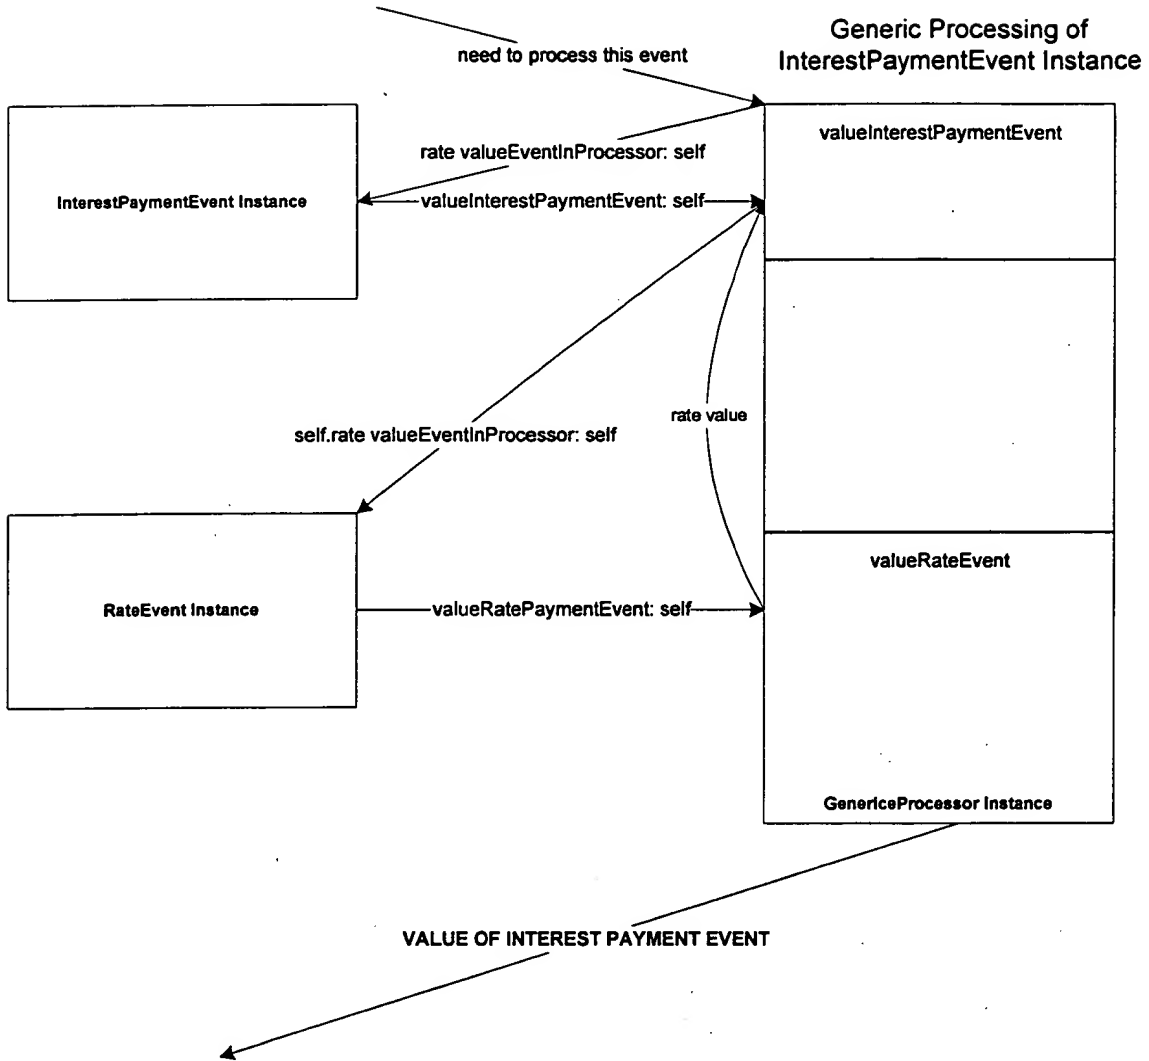 Generic Processing of
InterestPaymentEvent Instance
need to process this event
valueInterestPaymentEvent
rate valueEventInProcessor: self
InterestPaymentEvent Instance
valueInterestPaymentEvent: self
rate value
self.rate valueEventInProcessor: self
valueRateEvent
RateEvent Instance
valueRatePaymentEvent: self
GenericeProcessor Instance
VALUE OF INTEREST PAYMENT EVENT